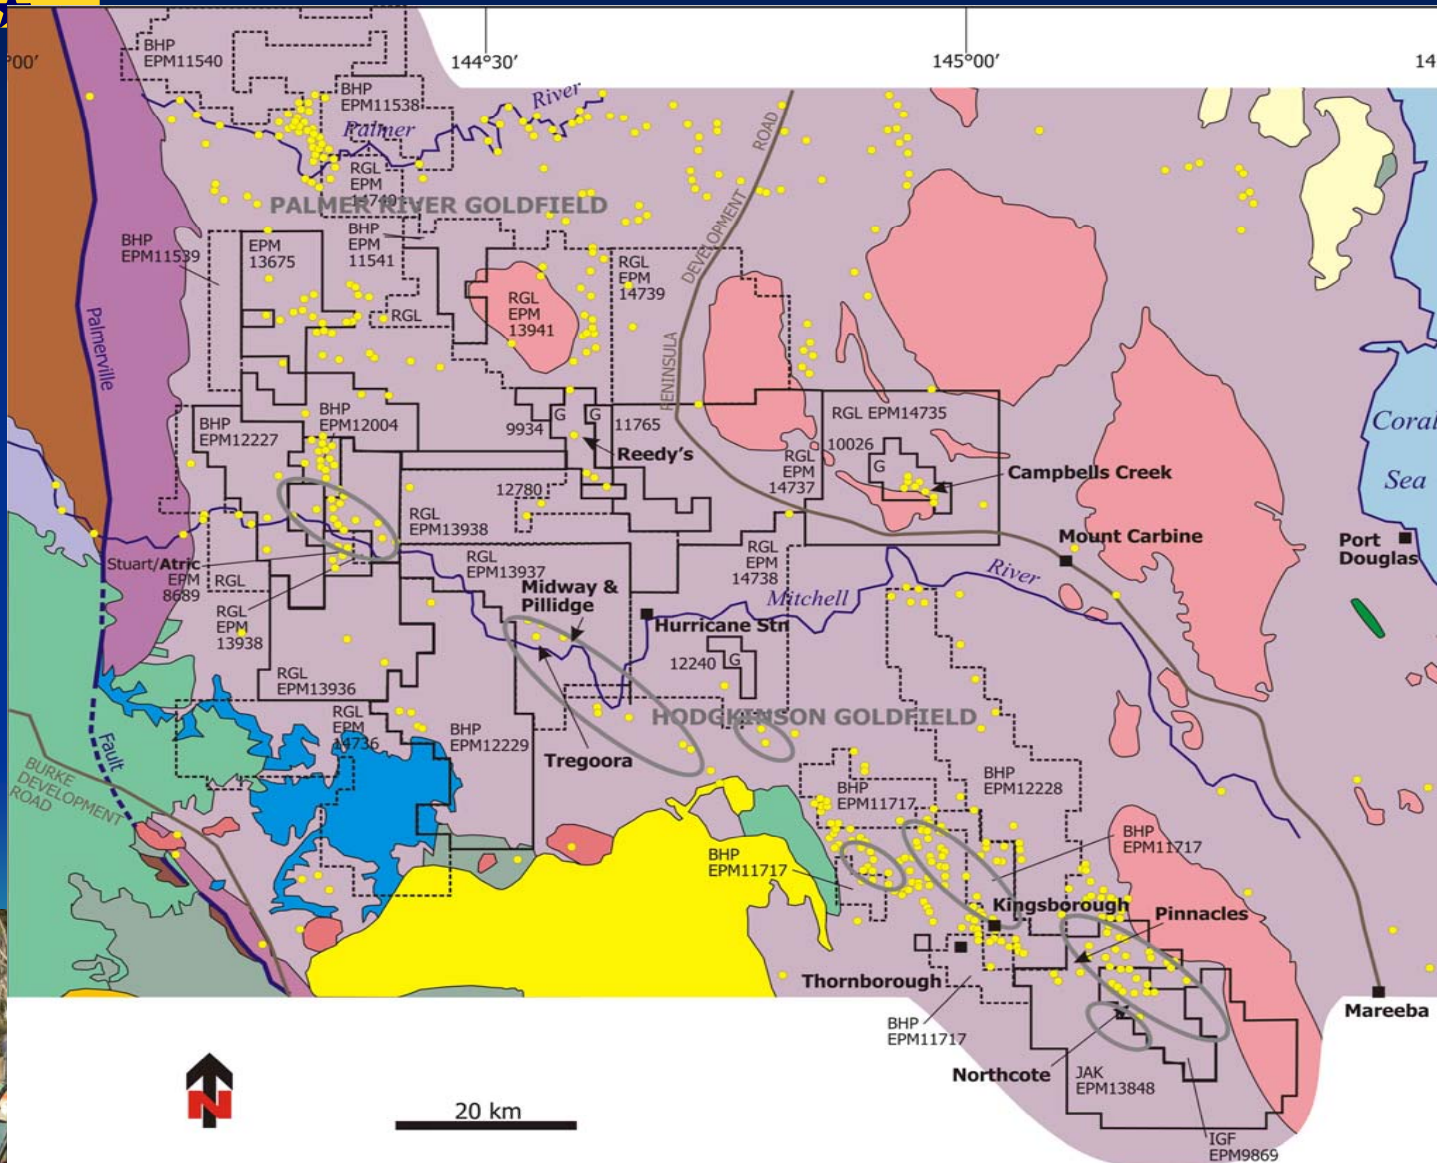 °00'
144°30'
145°00'
14
BHP
EPM11540
BHP
EPM11538
River
Palmer
ROAD
RGL
EPM
14740
PALMER RIVER GOLDFIELD
BHP
EPM11539
EPM
13675
BHP
EPM
11541
RGL
EPM
14739
DEVELOPMENT
RGL
EPM
13941
RGL
Palmerville
PENINSULA
BHP
EPM12227
BHP
EPM12004
9934
G
G
11765
RGL EPM14735
10026
G
Reedy's
RGL
EPM
14737
Campbells Creek
Coral
Sea
12780
RGL
EPM13938
Mount Carbine
Port
Douglas
Stuart/Atric
EPM
8689
RGL
RGL
EPM13937
RGL
EPM
14738
River
Mitchell
Midway &
Pillidge
RGL
EPM
13938
Hurricane Stn
12240
G
RGL
EPM13936
RGL
EPM
14736
BHP
EPM12229
HODGKINSON GOLDFIELD
Tregoora
Fault
BURKE
DEVELOPMENT
ROAD
BHP
EPM11717
BHP
EPM12228
BHP
EPM11717
BHP
EPM11717
Kingsborough
Pinnacles
Thornborough
Mareeba
BHP
EPM11717
Northcote
JAK
EPM13848
IGF
EPM9869
N
20 km